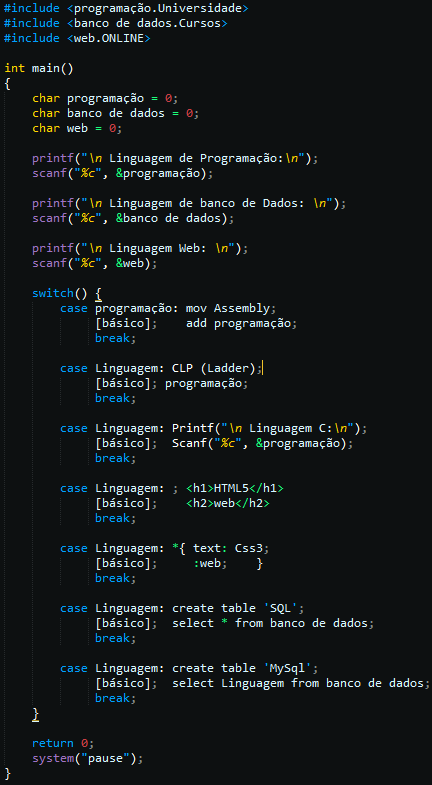 #include <programação.Universidade>
#include <banco de dados.Cursos>
#include <web.ONLINE>
int main()
{
char programação = 0;
char banco de dados = 0;
char web = 0;
printf("\n Linguagem de Programação:\n");
scanf("%c", &programação);
printf("\n Linguagem de banco de Dados: \n");
scanf("%c", &banco de dados);
printf("\n Linguagem Web: \n");
scanf("%c", &web);
switch() {
case programação: mov Assembly;
[básico]; add programação;
break;
case Linguagem: CLP (Ladder);
[básico]; programação;
break;
case Linguagem: Printf("\n Linguagem C:\n");
[básico]; Scanf("%c", &programação);
break;
case Linguagem: ; <h1>HTML5</h1>
[básico]; <h2>web</h2>
break;
case Linguagem: *{ text: Css3;
[básico]; :web; }
break;
case Linguagem: create table 'SQL';
[básico]; select * from banco de dados;
break;
case Linguagem: create table 'MySql';
[básico]; select Linguagem from banco de dados;
break;
}
return 0;
system("pause");
}